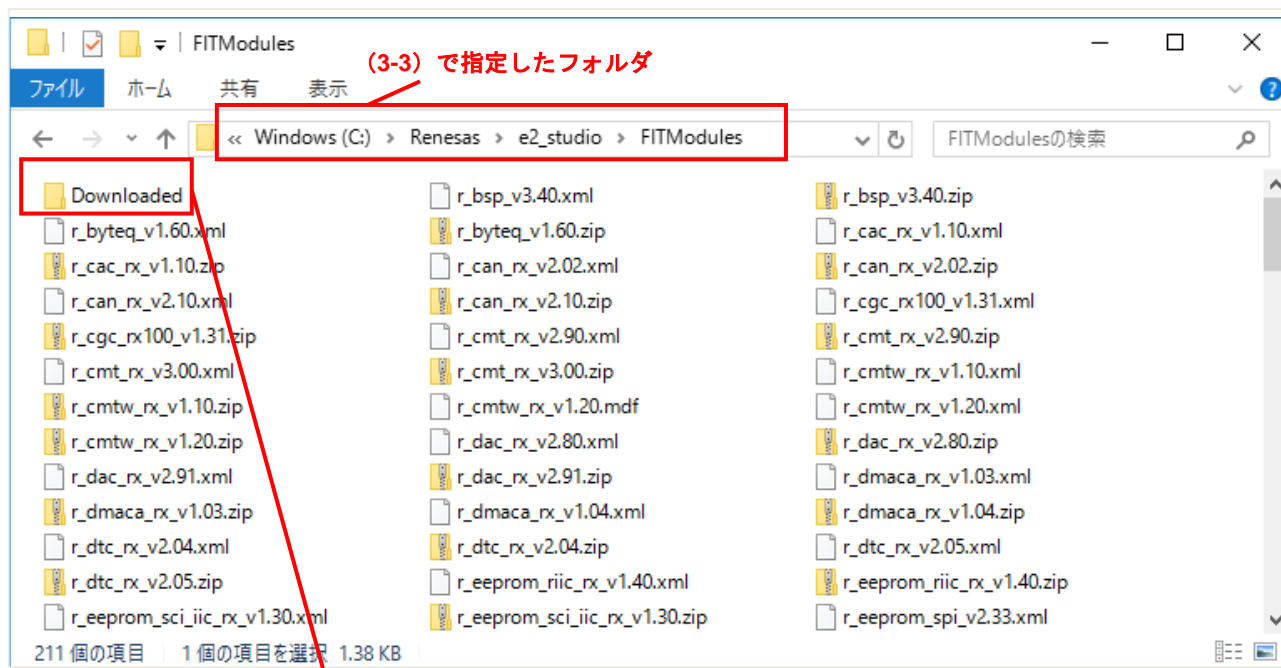 FITModules
（3-3）で指定したフォルダ
ファイル ホーム 共有 表示
« Windows (C:) › Renesas › e2_studio › FITModules FITModulesの検索
Downloaded r_bsp_v3.40.xml r_bsp_v3.40.zip
r_byteq_v1.60.xml r_byteq_v1.60.zip r_cac_rx_v1.10.xml
r_cac_rx_v1.10.zip r_can_rx_v2.02.xml r_can_rx_v2.02.zip
r_can_rx_v2.10.xml r_can_rx_v2.10.zip r_cgc_rx100_v1.31.xml
r_cgc_rx100_v1.31.zip r_cmt_rx_v2.90.xml r_cmt_rx_v2.90.zip
r_cmt_rx_v3.00.xml r_cmt_rx_v3.00.zip r_cmtw_rx_v1.10.xml
r_cmtw_rx_v1.10.zip r_cmtw_rx_v1.20.mdf r_cmtw_rx_v1.20.xml
r_cmtw_rx_v1.20.zip r_dac_rx_v2.80.xml r_dac_rx_v2.80.zip
r_dac_rx_v2.91.xml r_dac_rx_v2.91.zip r_dmaca_rx_v1.03.xml
r_dmaca_rx_v1.03.zip r_dmaca_rx_v1.04.xml r_dmaca_rx_v1.04.zip
r_dtc_rx_v2.04.xml r_dtc_rx_v2.04.zip r_dtc_rx_v2.05.xml
r_dtc_rx_v2.05.zip r_eeprom_riic_rx_v1.40.xml r_eeprom_riic_rx_v1.40.zip
r_eeprom_sci_iic_rx_v1.30.xml r_eeprom_sci_iic_rx_v1.30.zip r_eeprom_spi_v2.33.xml
211 個の項目 1 個の項目を選択 1.38 KB